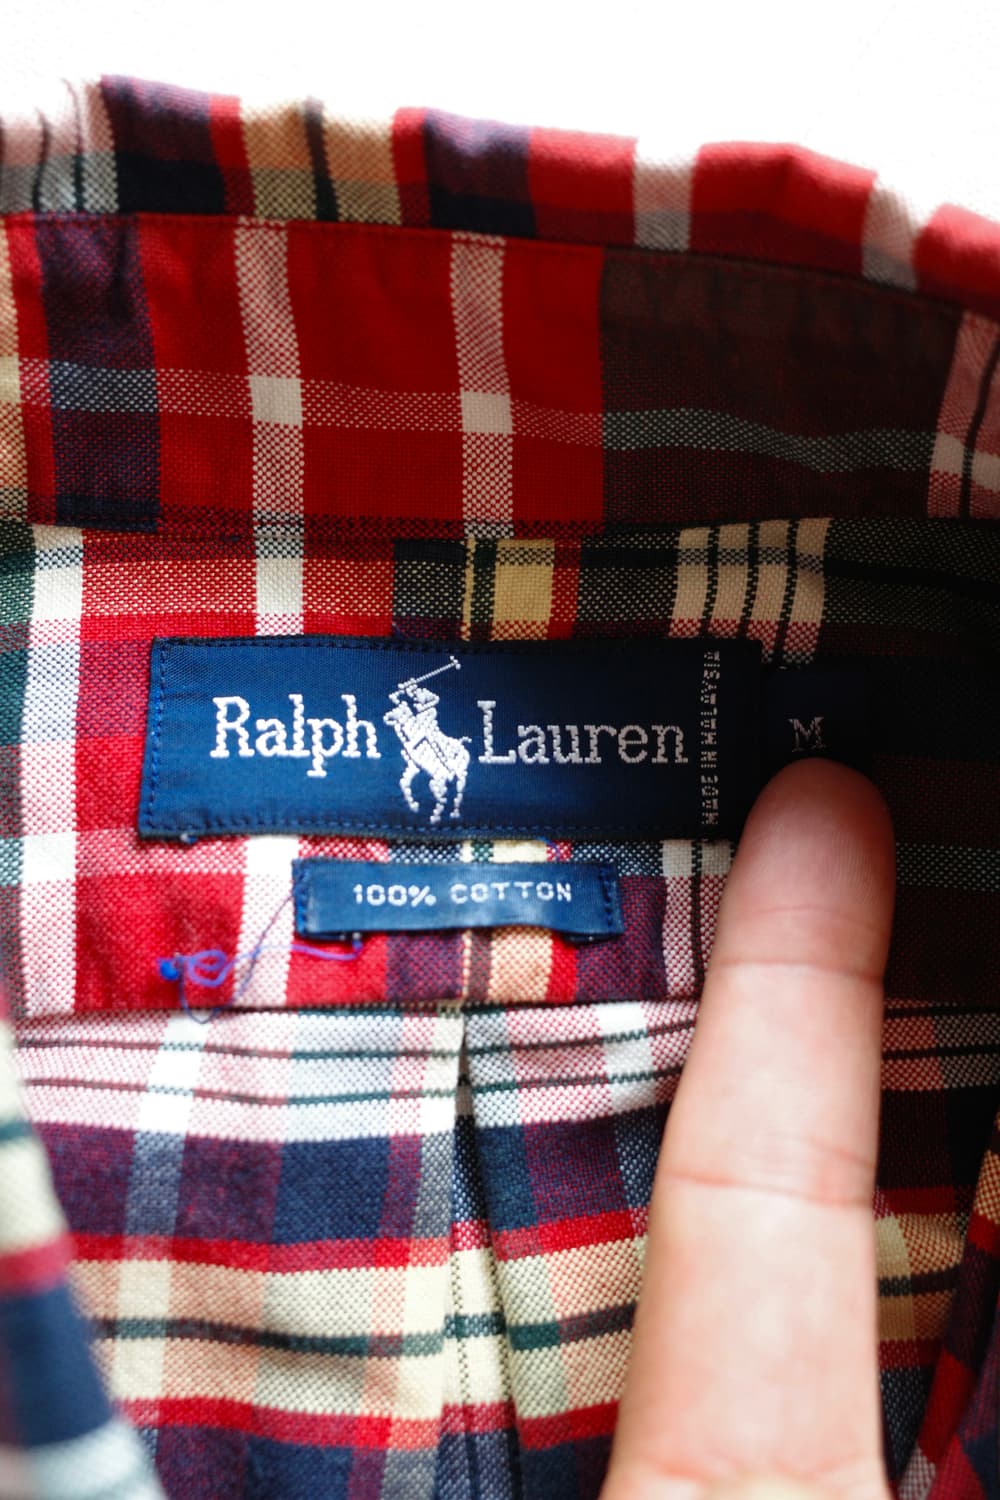 Ralph Lauren
MADE IN MALAYSIA
M
100% COTTON